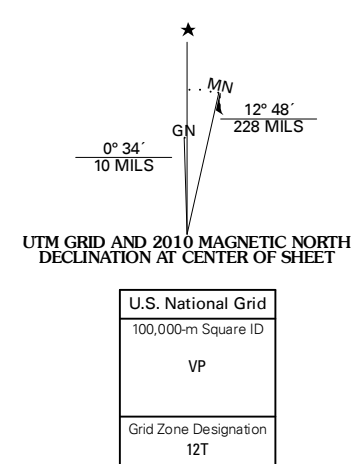 ★
MN
12° 48´
228 MILS
GN
0° 34´
10 MILS
UTM GRID AND 2010 MAGNETIC NORTH
DECLINATION AT CENTER OF SHEET
U.S. National Grid
100,000-m Square ID
VP
Grid Zone Designation
12T